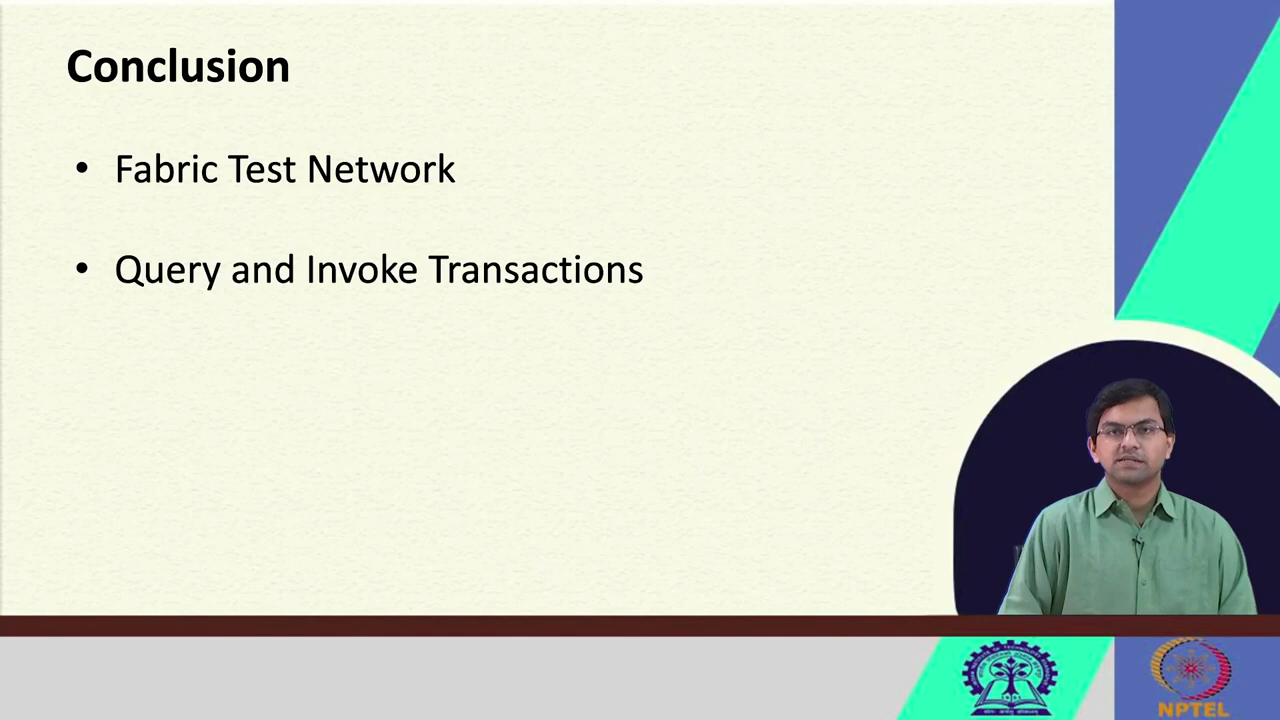 Conclusion
• Fabric Test Network
• Query and Invoke Transactions
NPTEL